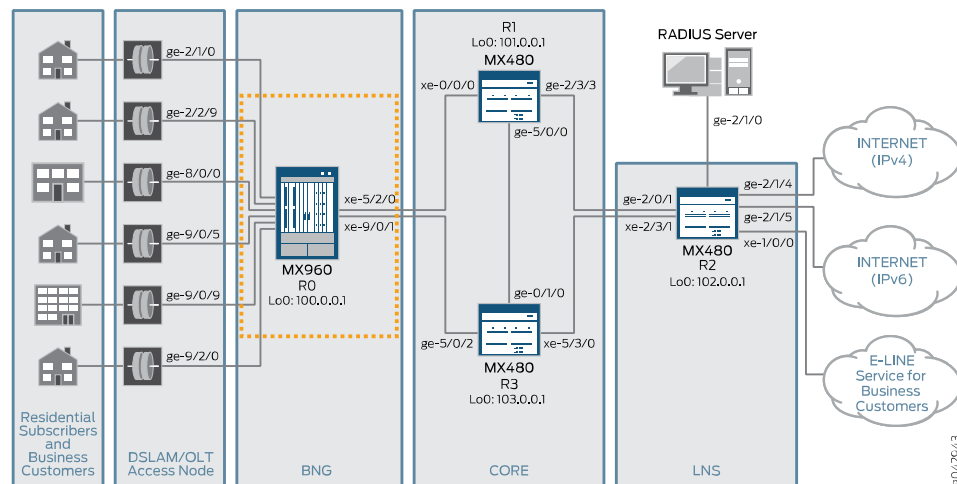 R1
Lo0: 101.0.0.1
MX480
RADIUS Server
ge-2/1/0
xe-0/0/0
ge-2/3/3
ge-2/2/9
ge-5/0/0
ge-2/1/0
INTERNET
(IPv4)
ge-8/0/0
xe-5/2/0
ge-2/0/1
ge-2/1/4
ge-9/0/5
xe-9/0/1
xe-2/3/1
ge-2/1/5
xe-1/0/0
MX480
R2
Lo0: 102.0.0.1
INTERNET
(IPv6)
MX960
R0
Lo0: 100.0.0.1
ge-9/0/9
ge-0/1/0
ge-5/0/2
xe-5/3/0
ge-9/2/0
MX480
R3
Lo0: 103.0.0.1
E-LINE
Service for
Business
Customers
Residential
Subscribers
and
Business
Customers
DSLAM/OLT
Access Node
BNG
CORE
LNS
g042943